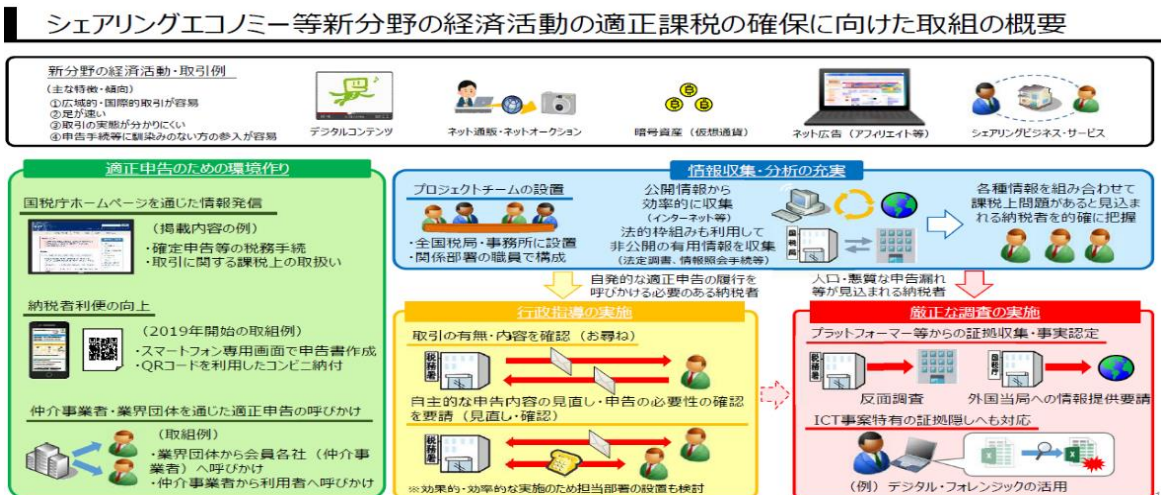 シェアリングエコノミー等新分野の経済活動の適正課税の確保に向けた取組の概要
新分野の経済活動・取引例
(主な特徴・傾向)
①広域的・国際的取引が容易
②足が速い
③取引の実態が分かりにくい
④申告手続等に馴染みのない方の参入が容易
デジタルコンテンツ
ネット通販・ネットオークション
暗号資産（仮想通貨）
ネット広告（アフィリエイト等）
シェアリングビジネス・サービス
適正申告のための環境作り
国税庁ホームページを通じた情報発信
（掲載内容の例）
・確定申告等の税務手続
・取引に関する課税上の取扱い
納税者利便の向上
（2019年開始の取組例）
・スマートフォン専用画面で申告書作成
・QRコードを利用したコンビニ納付
仲介事業者・業界団体を通じた適正申告の呼びかけ
（取組例）
・業界団体から会員各社（仲介事
業者）へ呼びかけ
・仲介事業者から利用者へ呼びかけ
情報収集・分析の充実
プロジェクトチームの設置
・全国税局・事務所に設置
・関係部署の職員で構成
公開情報から
効率的に収集
（インターネット等）
法的枠組みも利用して
非公開の有用情報を収集
（法定調書、情報照会手続等）
国税局
各種情報を組み合わせて
課税上問題があると見込ま
れる納税者を的確に把握
自発的な適正申告の履行を
呼びかける必要のある納税者
大口・悪質な申告漏れ
等が見込まれる納税者
行政指導の実施
取引の有無・内容を確認（お尋ね）
税務署
自主的な申告内容の見直し・申告の必要性の確認
を要請（見直し・確認）
税務署
※効果的・効率的な実施のため担当部署の設置も検討
厳正な調査の実施
プラットフォーマー等からの証拠収集・事実認定
税務署
反面調査
国税庁
外国当局への情報提供要請
ICT事案特有の証拠隠しへも対応
（例）デジタル・フォレンジックの活用